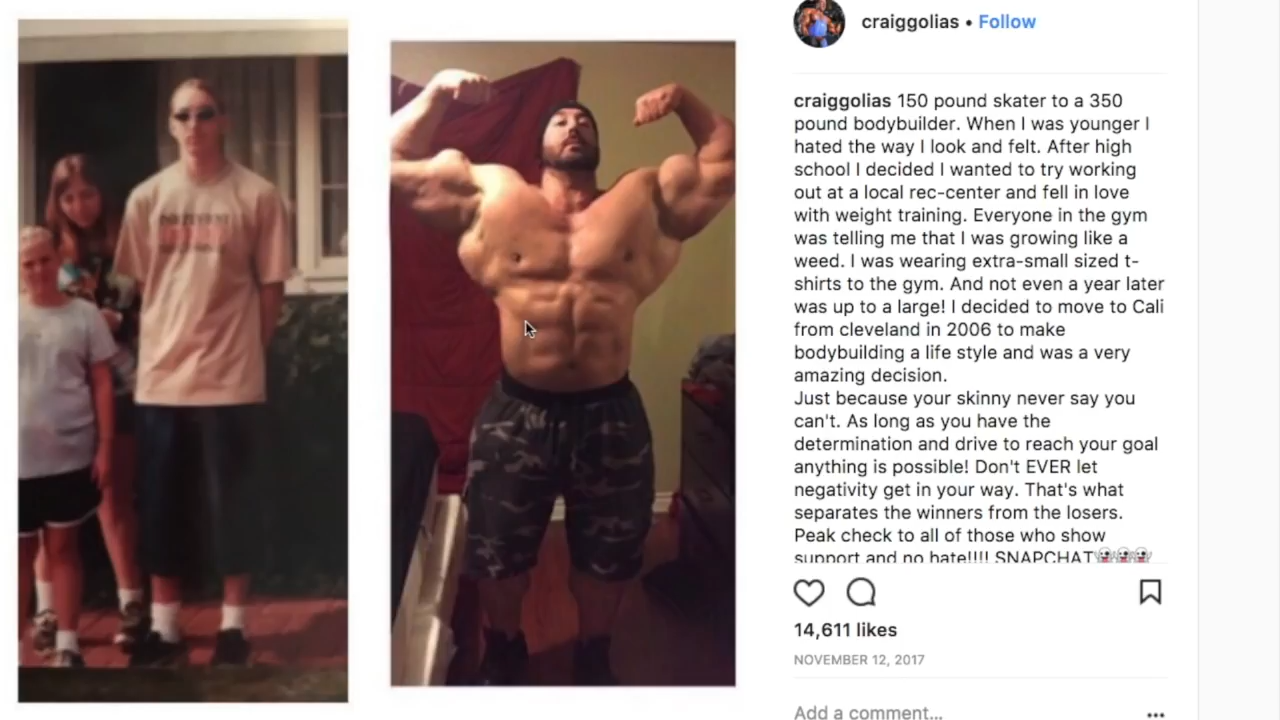 craiggolias • Follow
craiggolias 150 pound skater to a 350
pound bodybuilder. When I was younger I
hated the way I look and felt. After high
school I decided I wanted to try working
out at a local rec-center and fell in love
with weight training. Everyone in the gym
was telling me that I was growing like a
weed. I was wearing extra-small sized t-
shirts to the gym. And not even a year later
was up to a large! I decided to move to Cali
from cleveland in 2006 to make
bodybuilding a life style and was a very
amazing decision.
Just because your skinny never say you
can't. As long as you have the
determination and drive to reach your goal
anything is possible! Don't EVER let
negativity get in your way. That's what
separates the winners from the losers.
Peak check to all of those who show
support and no hate!!!! SNAPCHAT👻👻👻
14,611 likes
NOVEMBER 12, 2017
Add a comment...